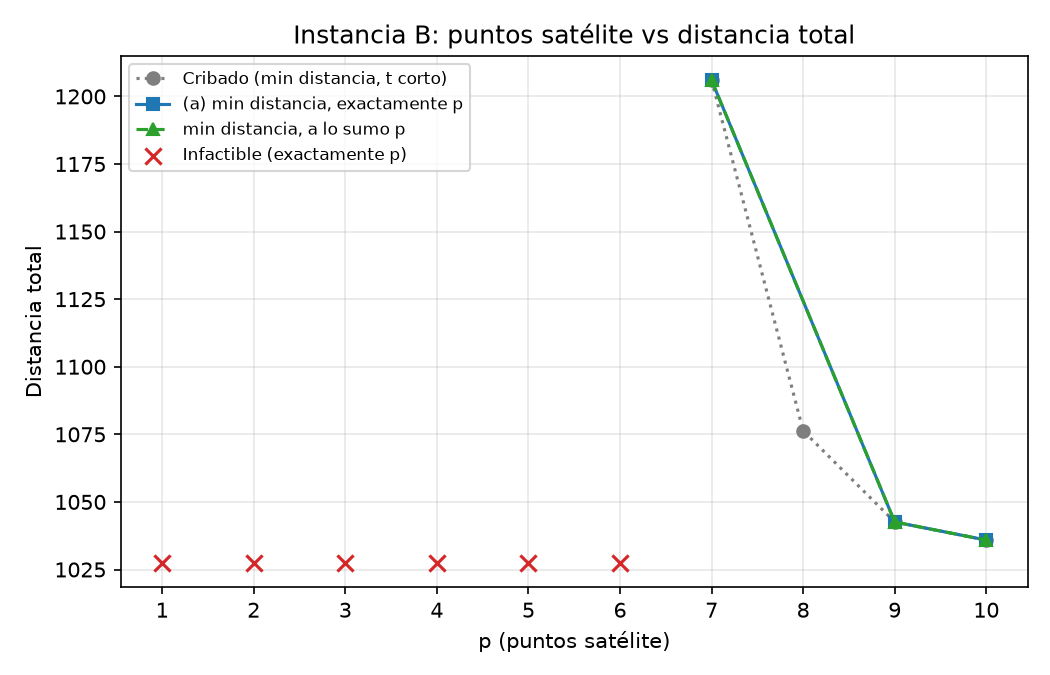 Instancia B: puntos satélite vs distancia total
Cribado (min distancia, t corto)
(a) min distancia, exactamente p
min distancia, a lo sumo p
Infactible (exactamente p)
Distancia total
1200
1175
1150
1125
1100
1075
1050
1025
1 2 3 4 5 6 7 8 9 10
p (puntos satélite)